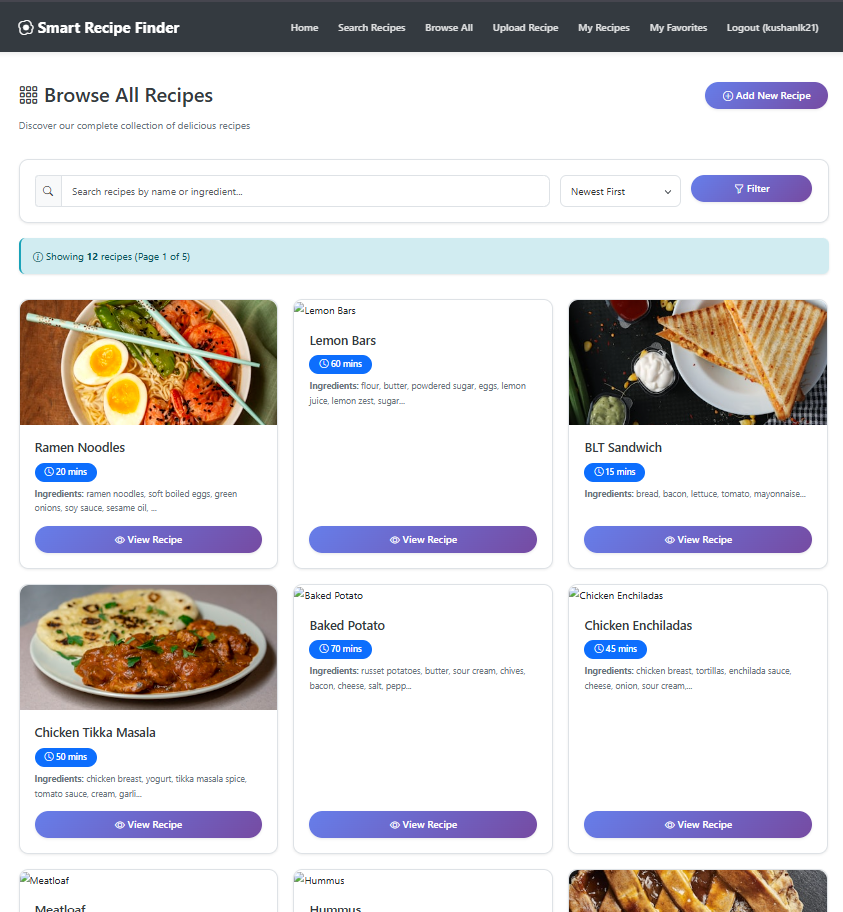 Smart Recipe Finder
Home Search Recipes Browse All Upload Recipe My Recipes My Favorites Logout (kushanlk21)
Browse All Recipes
Add New Recipe
Discover our complete collection of delicious recipes
Search recipes by name or ingredient...
Newest First
Filter
Showing 12 recipes (Page 1 of 5)
Ramen Noodles
20 mins
Ingredients: ramen noodles, soft boiled eggs, green
onions, soy sauce, sesame oil, ...
View Recipe
Lemon Bars
Lemon Bars
60 mins
Ingredients: flour, butter, powdered sugar, eggs, lemon
juice, lemon zest, sugar...
View Recipe
BLT Sandwich
15 mins
Ingredients: bread, bacon, lettuce, tomato, mayonnaise...
View Recipe
Chicken Tikka Masala
50 mins
Ingredients: chicken breast, yogurt, tikka masala spice,
tomato sauce, cream, garli...
View Recipe
Baked Potato
Baked Potato
70 mins
Ingredients: russet potatoes, butter, sour cream, chives,
bacon, cheese, salt, pepp...
View Recipe
Chicken Enchiladas
Chicken Enchiladas
45 mins
Ingredients: chicken breast, tortillas, enchilada sauce,
cheese, onion, sour cream,...
View Recipe
Meatloaf
Meatloaf
Hummus
Hummus